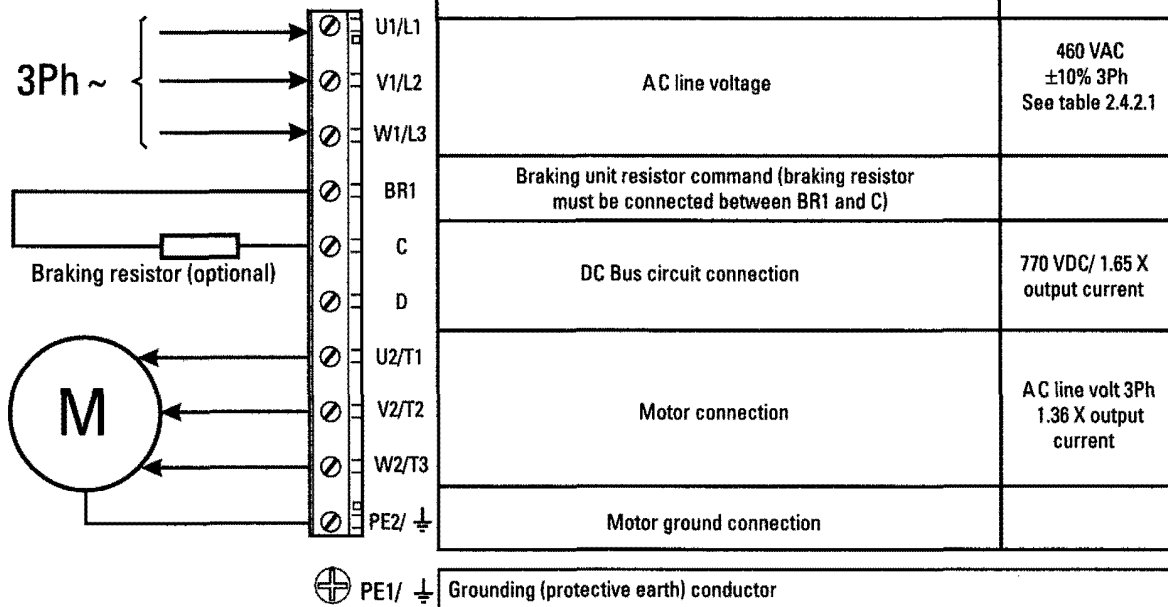 3Ph ~
U1/L1
V1/L2
W1/L3
AC line voltage
460 VAC
±10% 3Ph
See table 2.4.2.1
BR1
Braking unit resistor command (braking resistor
must be connected between BR1 and C)
C
Braking resistor (optional)
D
DC Bus circuit connection
770 VDC/ 1.65 X
output current
M
U2/T1
V2/T2
W2/T3
Motor connection
AC line volt 3Ph
1.36 X output
current
PE2/ ⏚
Motor ground connection
PE1/ ⏚
Grounding (protective earth) conductor